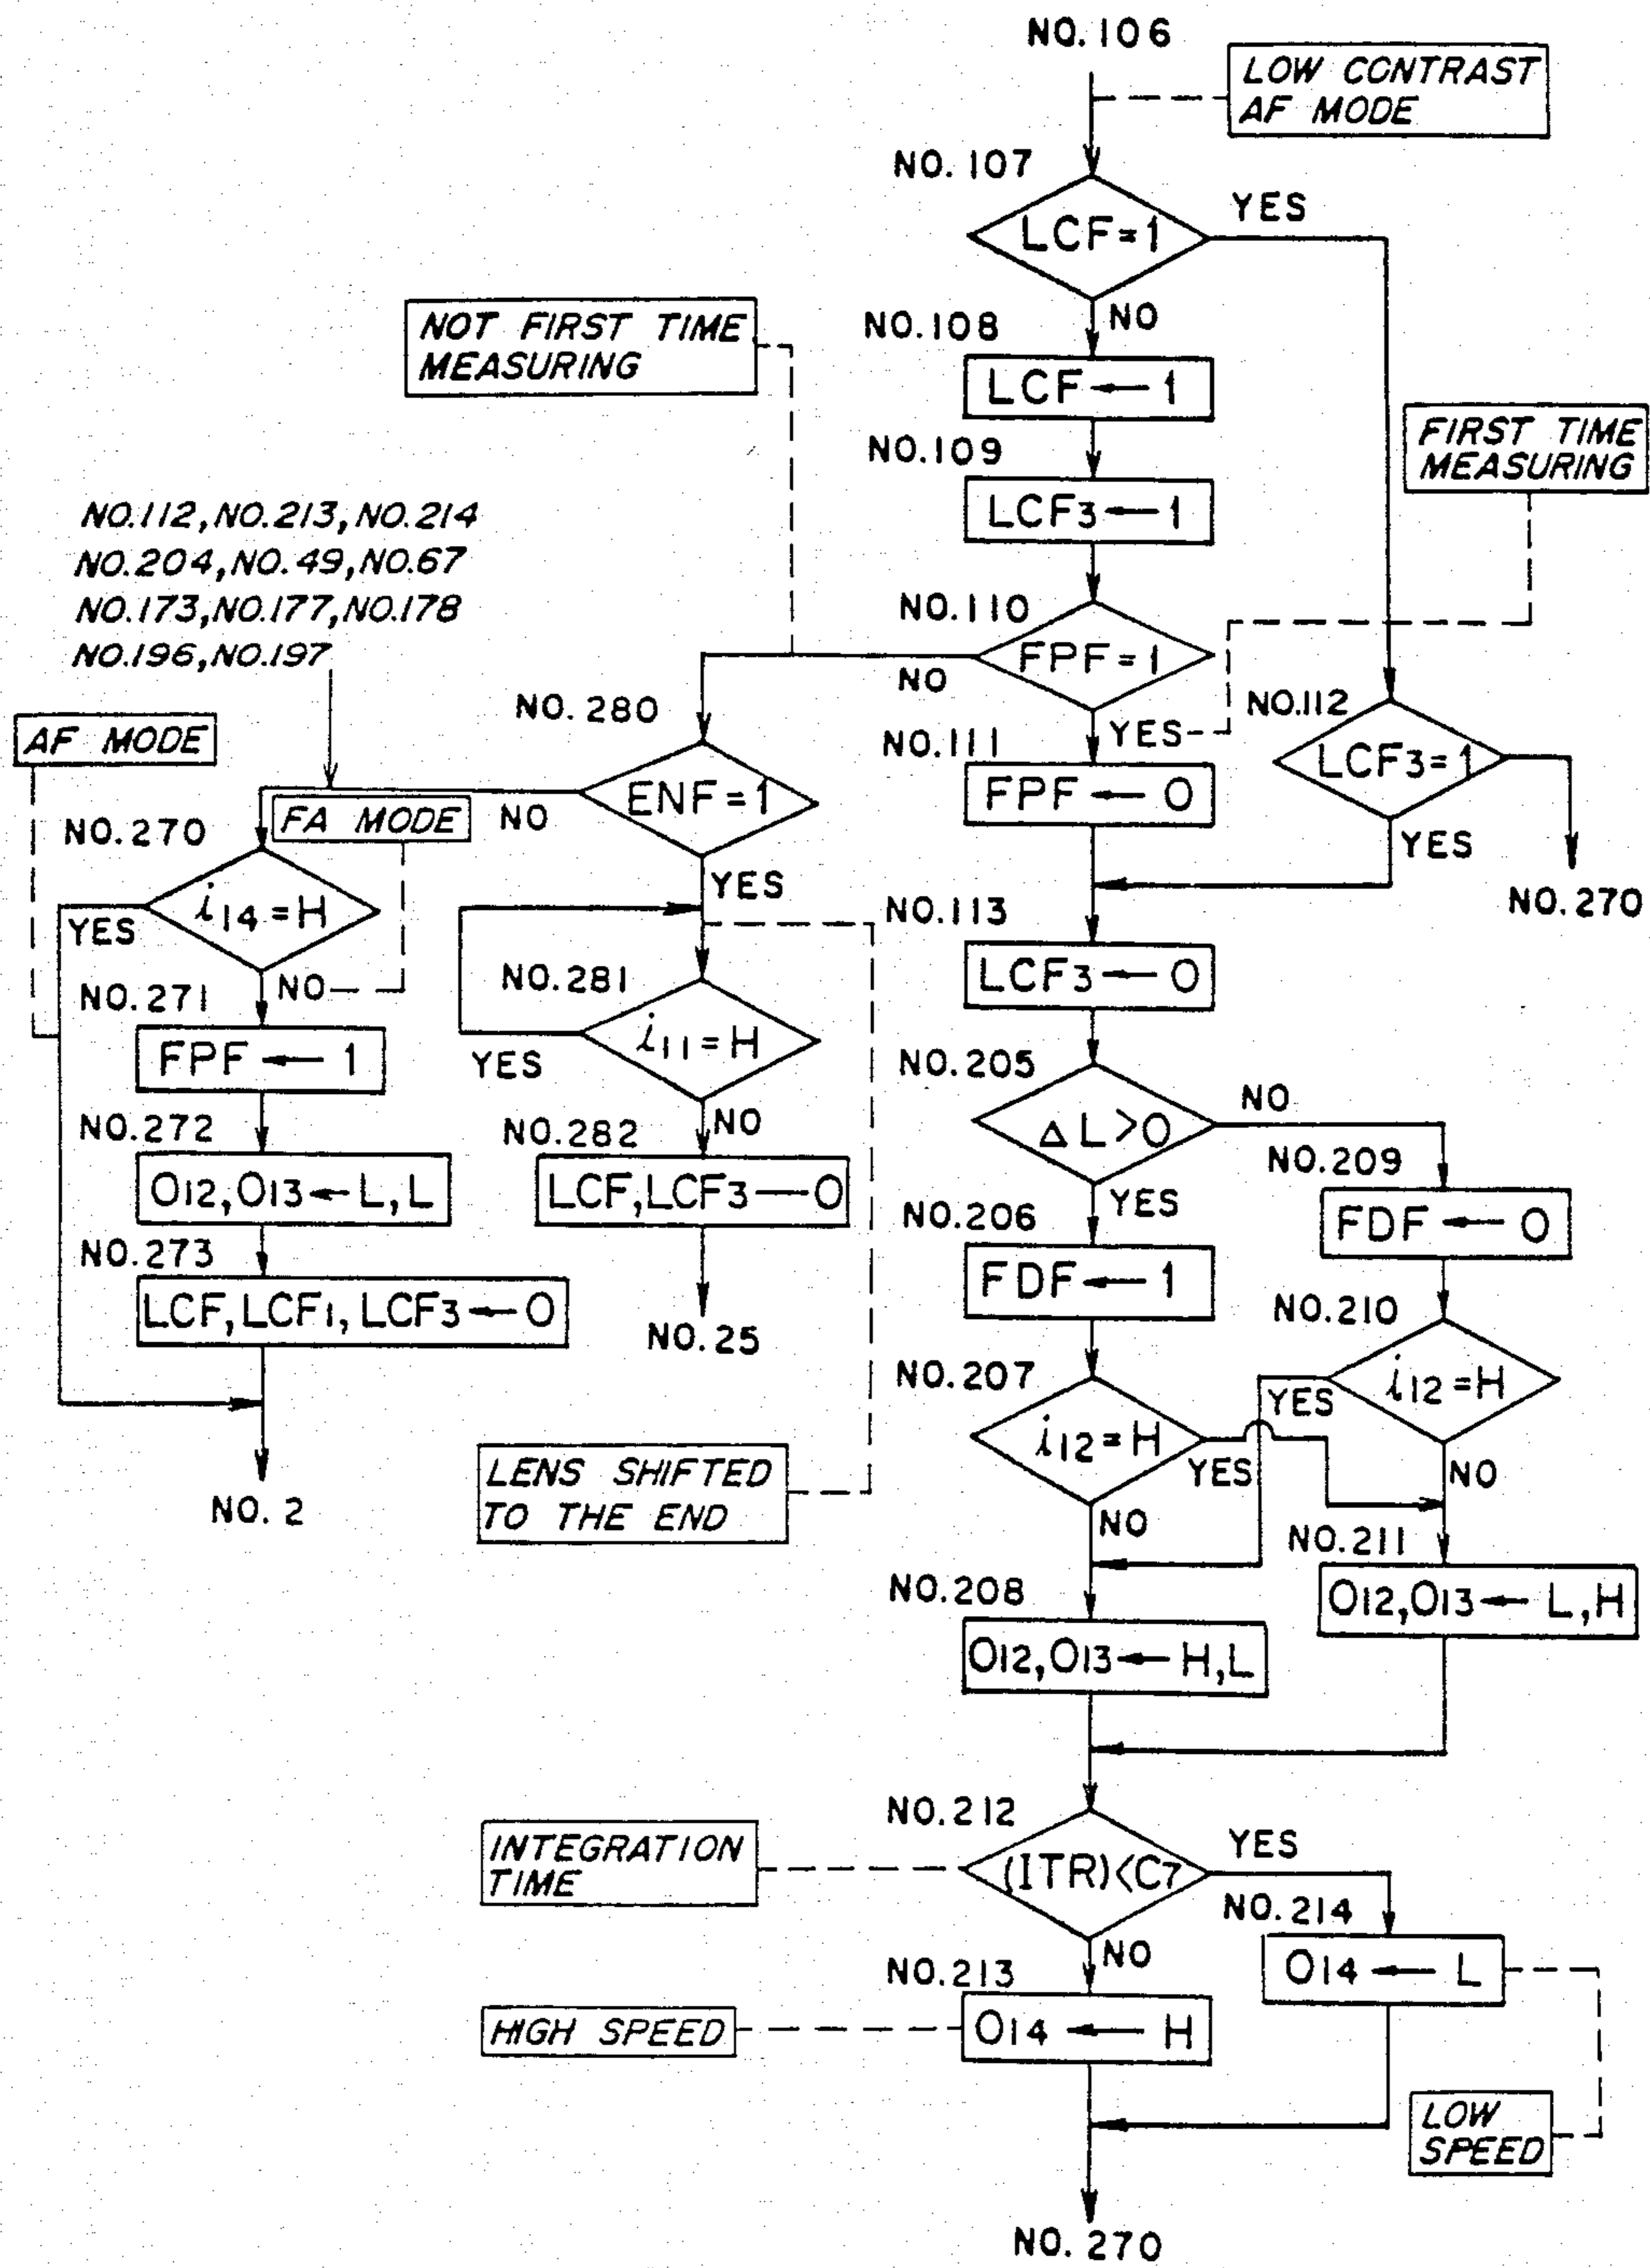 NO.106
LOW CONTRAST
AF MODE
NO.107
LCF=1
YES
NO
NOT FIRST TIME
MEASURING
NO.108
LCF←1
NO.109
LCF3←1
FIRST TIME
MEASURING
NO.112,NO.213,NO.214
NO.204,NO.49,NO.67
NO.173,NO.177,NO.178
NO.196,NO.197
NO.110
FPF=1
NO
YES
NO.111
FPF←0
NO.112
LCF3=1
YES
NO.270
NO.280
ENF=1
NO
YES
AF MODE
FA MODE
NO.270
i14=H
YES
NO
NO.271
FPF←1
NO.272
O12,O13←L,L
NO.273
LCF,LCF1,LCF3←0
NO.2
NO.281
i11=H
YES
NO
NO.282
LCF,LCF3—0
NO.25
LENS SHIFTED
TO THE END
NO.113
LCF3←0
NO.205
ΔL>0
NO
YES
NO.206
FDF←1
NO.209
FDF←0
NO.207
i12=H
YES
NO
NO.210
i12=H
YES
NO
NO.208
O12,O13←H,L
NO.211
O12,O13←L,H
NO.212
INTEGRATION
TIME
(ITR)<C7
YES
NO
NO.213
HIGH SPEED
O14←H
NO.214
O14←L
LOW
SPEED
NO.270